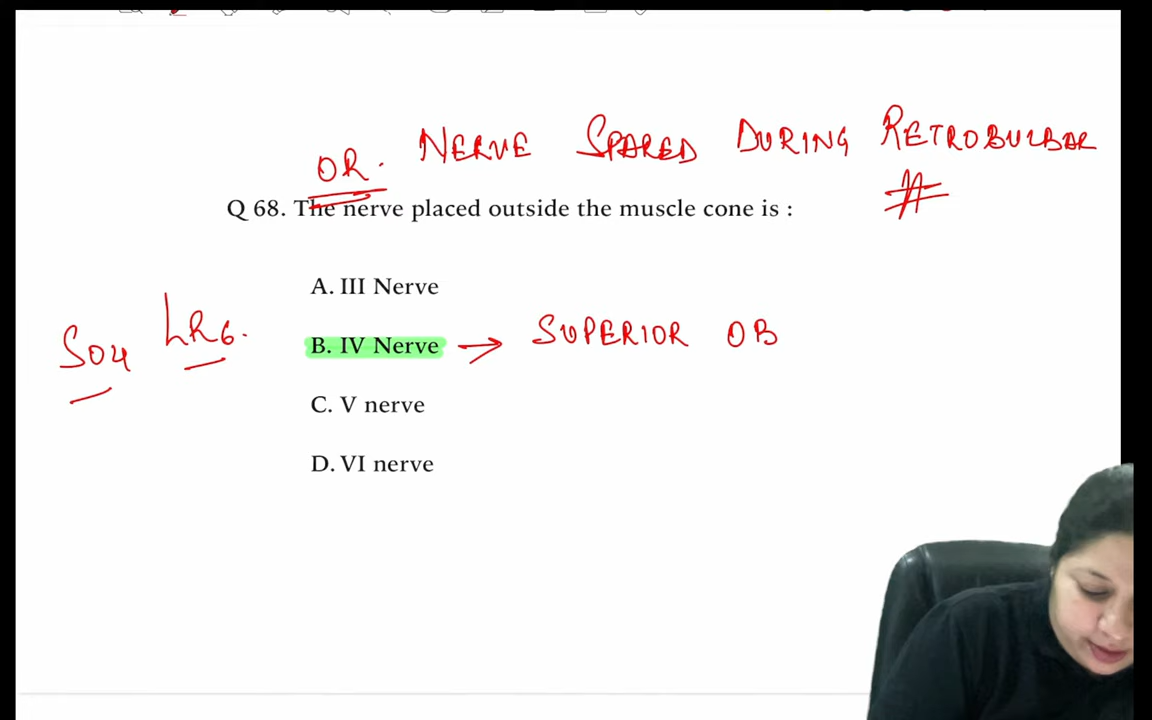 OR. NERVE SPARED DURING RETROBULBAR
#
Q 68. The nerve placed outside the muscle cone is :
A. III Nerve
SO4 LR6.
B. IV Nerve → SUPERIOR OB
C. V nerve
D. VI nerve